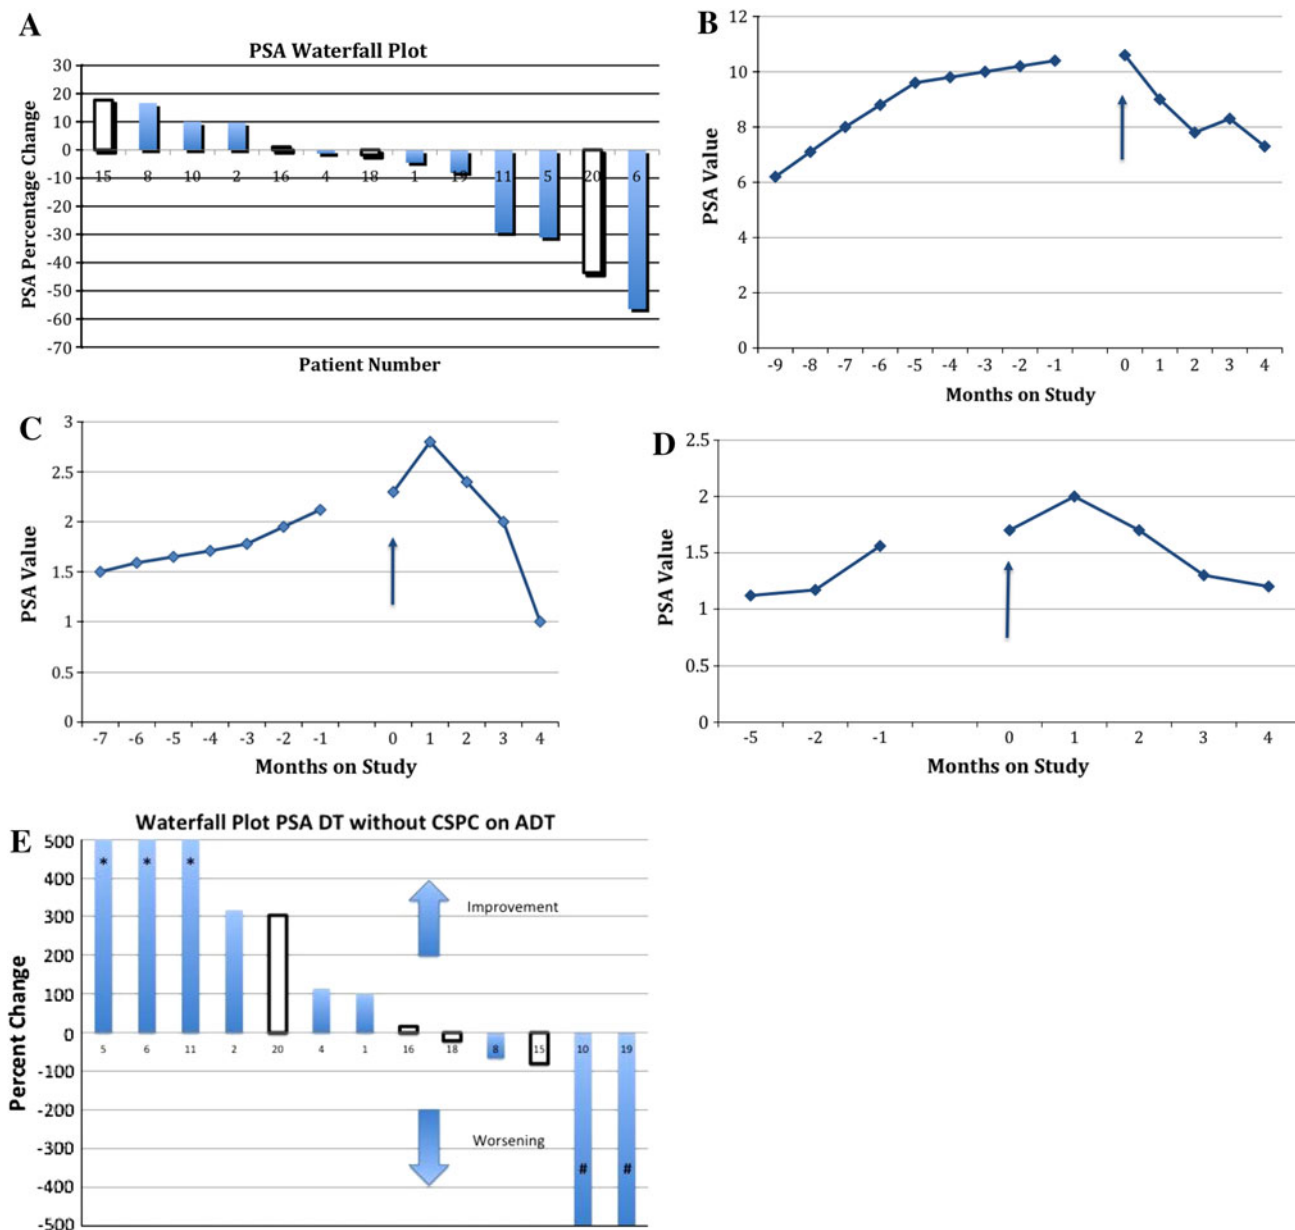 A
PSA Waterfall Plot
PSA Percentage Change
30
20
10
0
-10
-20
-30
-40
-50
-60
-70
15 8 10 2 16 4 18 1 19 11 5 20 6
Patient Number
B
PSA Value
12
10
8
6
4
2
0
-9 -8 -7 -6 -5 -4 -3 -2 -1 0 1 2 3 4
Months on Study
C
PSA Value
3
2.5
2
1.5
1
0.5
0
-7 -6 -5 -4 -3 -2 -1 0 1 2 3 4
Months on Study
D
PSA Value
2.5
2
1.5
1
0.5
0
-5 -2 -1 0 1 2 3 4
Months on Study
E
Waterfall Plot PSA DT without CSPC on ADT
Percent Change
500
400
300
200
100
0
-100
-200
-300
-400
-500
* * *
Improvement
5 6 11 2 20 4 1 16 18 8 15 10 19
Worsening
# #